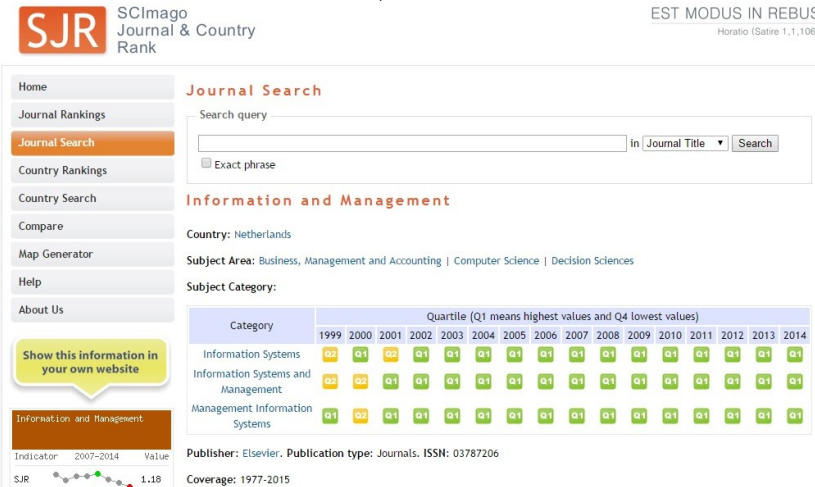 SJR
SCImago
Journal & Country
Rank
EST MODUS IN REBUS
Horatio (Satire 1,1,106
Home
Journal Rankings
Journal Search
Country Rankings
Country Search
Compare
Map Generator
Help
About Us
Show this information in
your own website
Information and Management
Indicator 2007-2014 Value
SJR 1.18
Journal Search
Search query
in Journal Title Search
Exact phrase
Information and Management
Country: Netherlands
Subject Area: Business, Management and Accounting | Computer Science | Decision Sciences
Subject Category:
Category
Quartile (Q1 means highest values and Q4 lowest values)
1999 2000 2001 2002 2003 2004 2005 2006 2007 2008 2009 2010 2011 2012 2013 2014
Information Systems Q2 Q1 Q2 Q1 Q1 Q1 Q1 Q1 Q1 Q1 Q1 Q1 Q1 Q1 Q1 Q1
Information Systems and
Management Q2 Q2 Q1 Q1 Q1 Q1 Q1 Q1 Q1 Q1 Q1 Q1 Q1 Q1 Q1 Q1
Management Information
Systems Q1 Q2 Q1 Q1 Q1 Q1 Q1 Q1 Q1 Q1 Q1 Q1 Q1 Q1 Q1 Q1
Publisher: Elsevier. Publication type: Journals. ISSN: 03787206
Coverage: 1977-2015